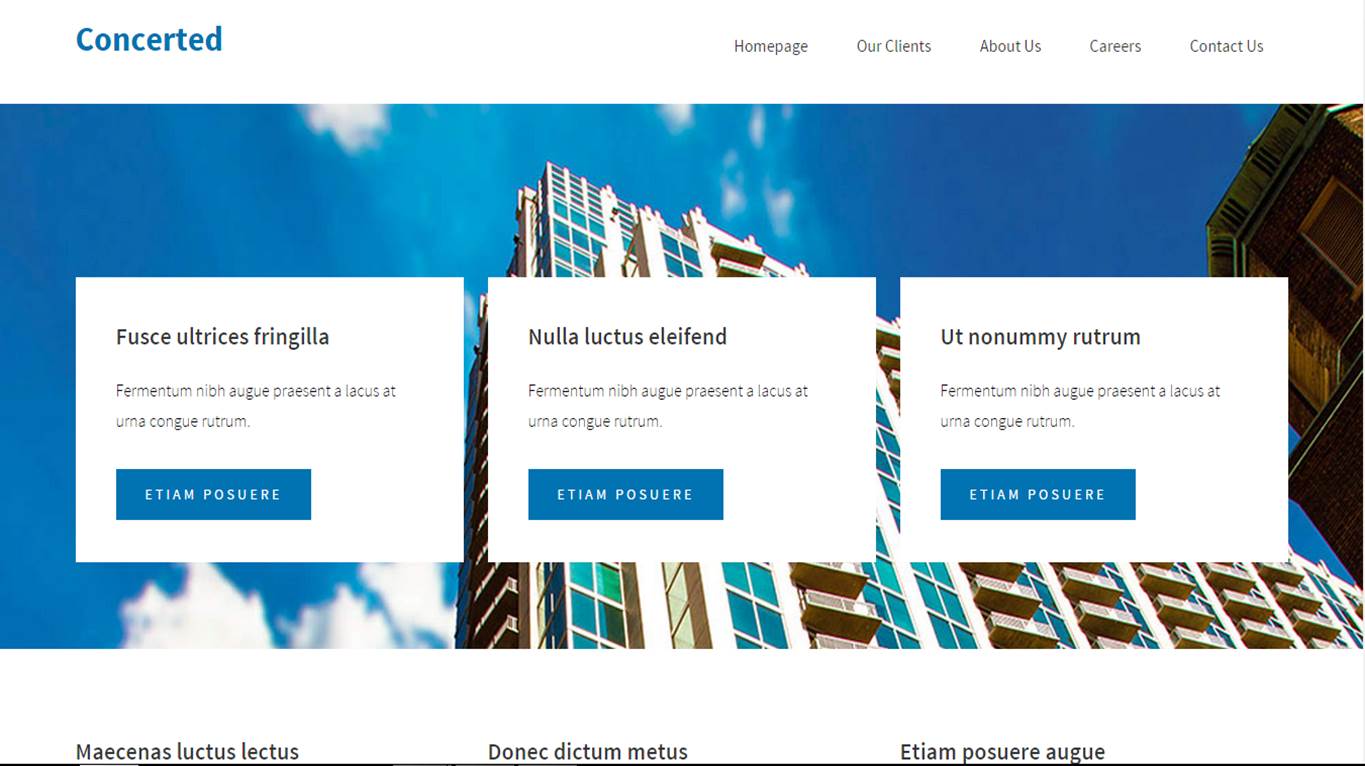 Concerted
Homepage
Our Clients
About Us
Careers
Contact Us
Fusce ultrices fringilla
Fermentum nibh augue praesent a lacus at
urna congue rutrum.
ETIAM POSUERE
Nulla luctus eleifend
Fermentum nibh augue praesent a lacus at
urna congue rutrum.
ETIAM POSUERE
Ut nonummy rutrum
Fermentum nibh augue praesent a lacus at
urna congue rutrum.
ETIAM POSUERE
Maecenas luctus lectus
Donec dictum metus
Etiam posuere augue